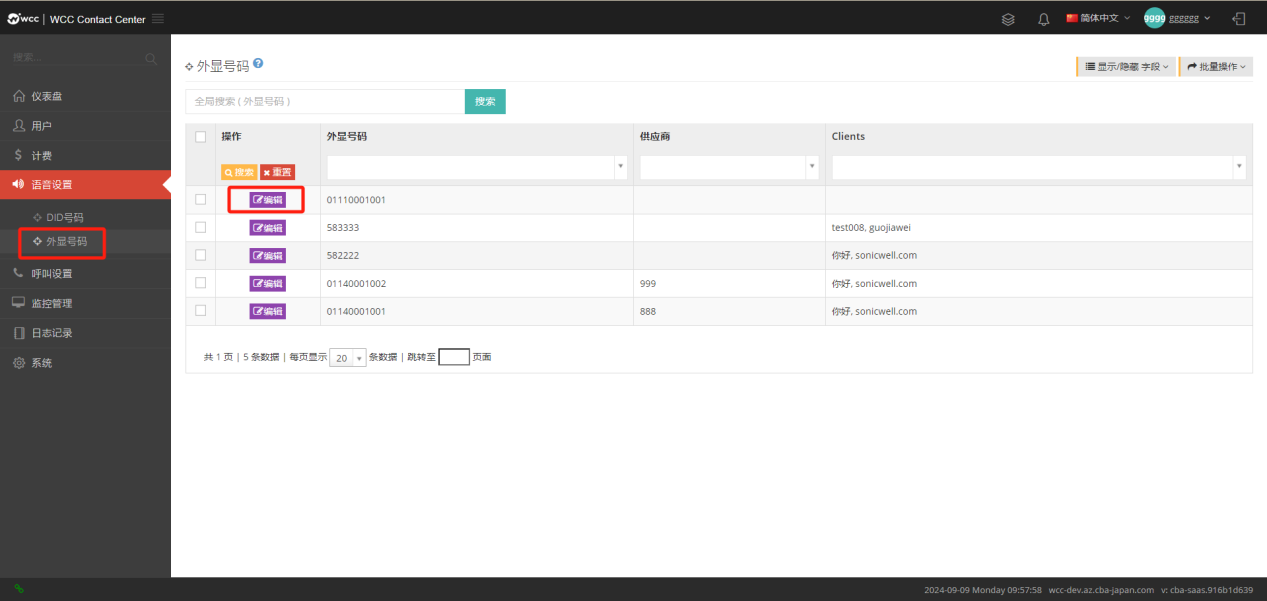 wcc | WCC Contact Center
简体中文
9999 gggggg
搜索...
仪表盘
用户
计费
语音设置
DID号码
外显号码
呼叫设置
监控管理
日志记录
系统
外显号码 ?
显示/隐藏 字段
批量操作
全局搜索 ( 外显号码 )
搜索
操作 外显号码 供应商 Clients
搜索 重置
编辑 01110001001
编辑 583333 test008, guojiawei
编辑 582222 你好, sonicwell.com
编辑 01140001002 999 你好, sonicwell.com
编辑 01140001001 888 你好, sonicwell.com
共 1 页 | 5 条数据 | 每页显示 20 条数据 | 跳转至 页面
2024-09-09 Monday 09:57:58 wcc-dev.az.cba-japan.com v: cba-saas.916b1d639